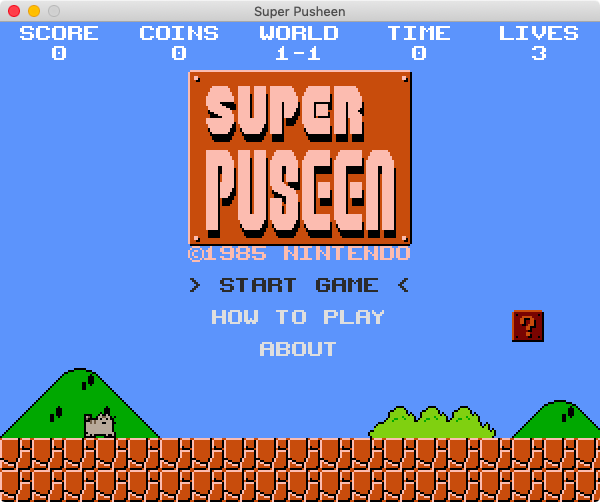 Super Pusheen
SCORE COINS WORLD TIME LIVES
0 0 1-1 0 3
SUPER
PUSEEN
©1985 NINTENDO
> START GAME <
HOW TO PLAY
?
ABOUT